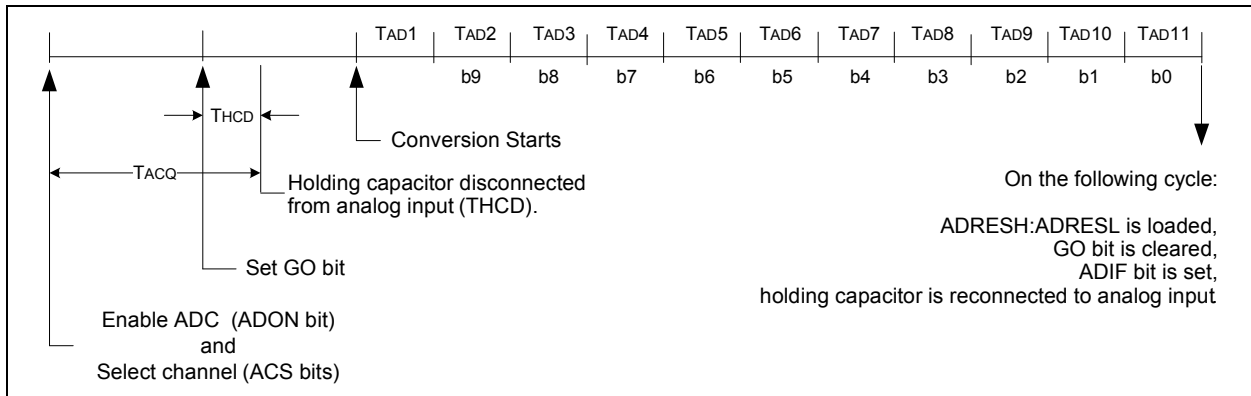 TAD1 TAD2 TAD3 TAD4 TAD5 TAD6 TAD7 TAD8 TAD9 TAD10 TAD11
b9 b8 b7 b6 b5 b4 b3 b2 b1 b0
THCD
Conversion Starts
TACQ
Holding capacitor disconnected
from analog input (THCD).
Set GO bit
Enable ADC (ADON bit)
and
Select channel (ACS bits)
On the following cycle:
ADRESH:ADRESL is loaded,
GO bit is cleared,
ADIF bit is set,
holding capacitor is reconnected to analog input